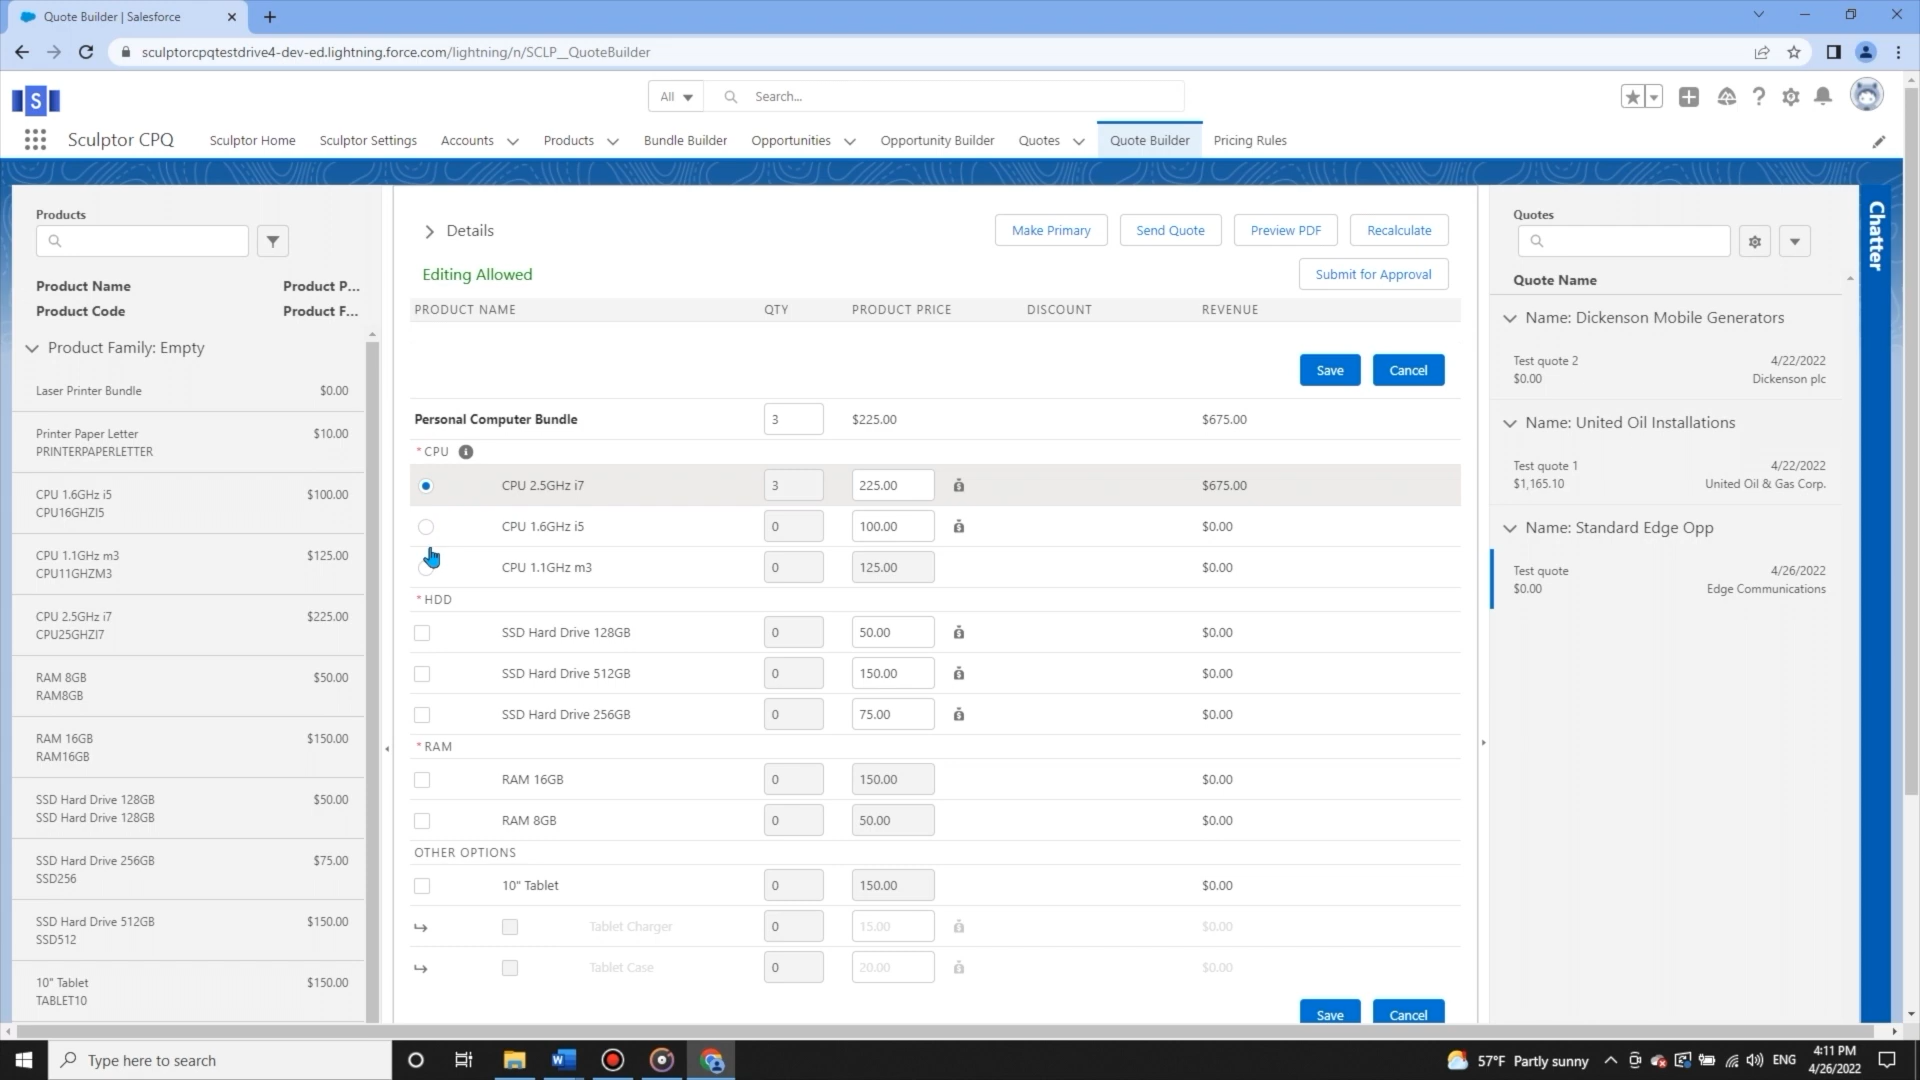 Quote Builder | Salesforce
sculptorcpqtestdrive4-dev-ed.lightning.force.com/lightning/n/SCLP__QuoteBuilder
S
All
Search...
Sculptor CPQ
Sculptor Home
Sculptor Settings
Accounts
Products
Bundle Builder
Opportunities
Opportunity Builder
Quotes
Quote Builder
Pricing Rules
Products
Product Name Product P...
Product Code Product F...
Product Family: Empty
Laser Printer Bundle $0.00
Printer Paper Letter $10.00
PRINTERPAPERLETTER
CPU 1.6GHz i5 $100.00
CPU16GHZI5
CPU 1.1GHz m3 $125.00
CPU11GHZM3
CPU 2.5GHz i7 $225.00
CPU25GHZI7
RAM 8GB $50.00
RAM8GB
RAM 16GB $150.00
RAM16GB
SSD Hard Drive 128GB $50.00
SSD Hard Drive 128GB
SSD Hard Drive 256GB $75.00
SSD256
SSD Hard Drive 512GB $150.00
SSD512
10" Tablet $150.00
TABLET10
Details
Make Primary
Send Quote
Preview PDF
Recalculate
Editing Allowed
Submit for Approval
PRODUCT NAME QTY PRODUCT PRICE DISCOUNT REVENUE
Save Cancel
Personal Computer Bundle 3 $225.00 $675.00
* CPU
CPU 2.5GHz i7 3 225.00 $675.00
CPU 1.6GHz i5 0 100.00 $0.00
CPU 1.1GHz m3 0 125.00 $0.00
* HDD
SSD Hard Drive 128GB 0 50.00 $0.00
SSD Hard Drive 512GB 0 150.00 $0.00
SSD Hard Drive 256GB 0 75.00 $0.00
* RAM
RAM 16GB 0 150.00 $0.00
RAM 8GB 0 50.00 $0.00
OTHER OPTIONS
10" Tablet 0 150.00 $0.00
Tablet Charger 0 15.00 $0.00
Tablet Case 0 20.00 $0.00
Save Cancel
Quotes
Quote Name
Name: Dickenson Mobile Generators
Test quote 2 4/22/2022
$0.00 Dickenson plc
Name: United Oil Installations
Test quote 1 4/22/2022
$1,165.10 United Oil & Gas Corp.
Name: Standard Edge Opp
Test quote 4/26/2022
$0.00 Edge Communications
Chatter
Type here to search
57°F Partly sunny
ENG
4:11 PM
4/26/2022